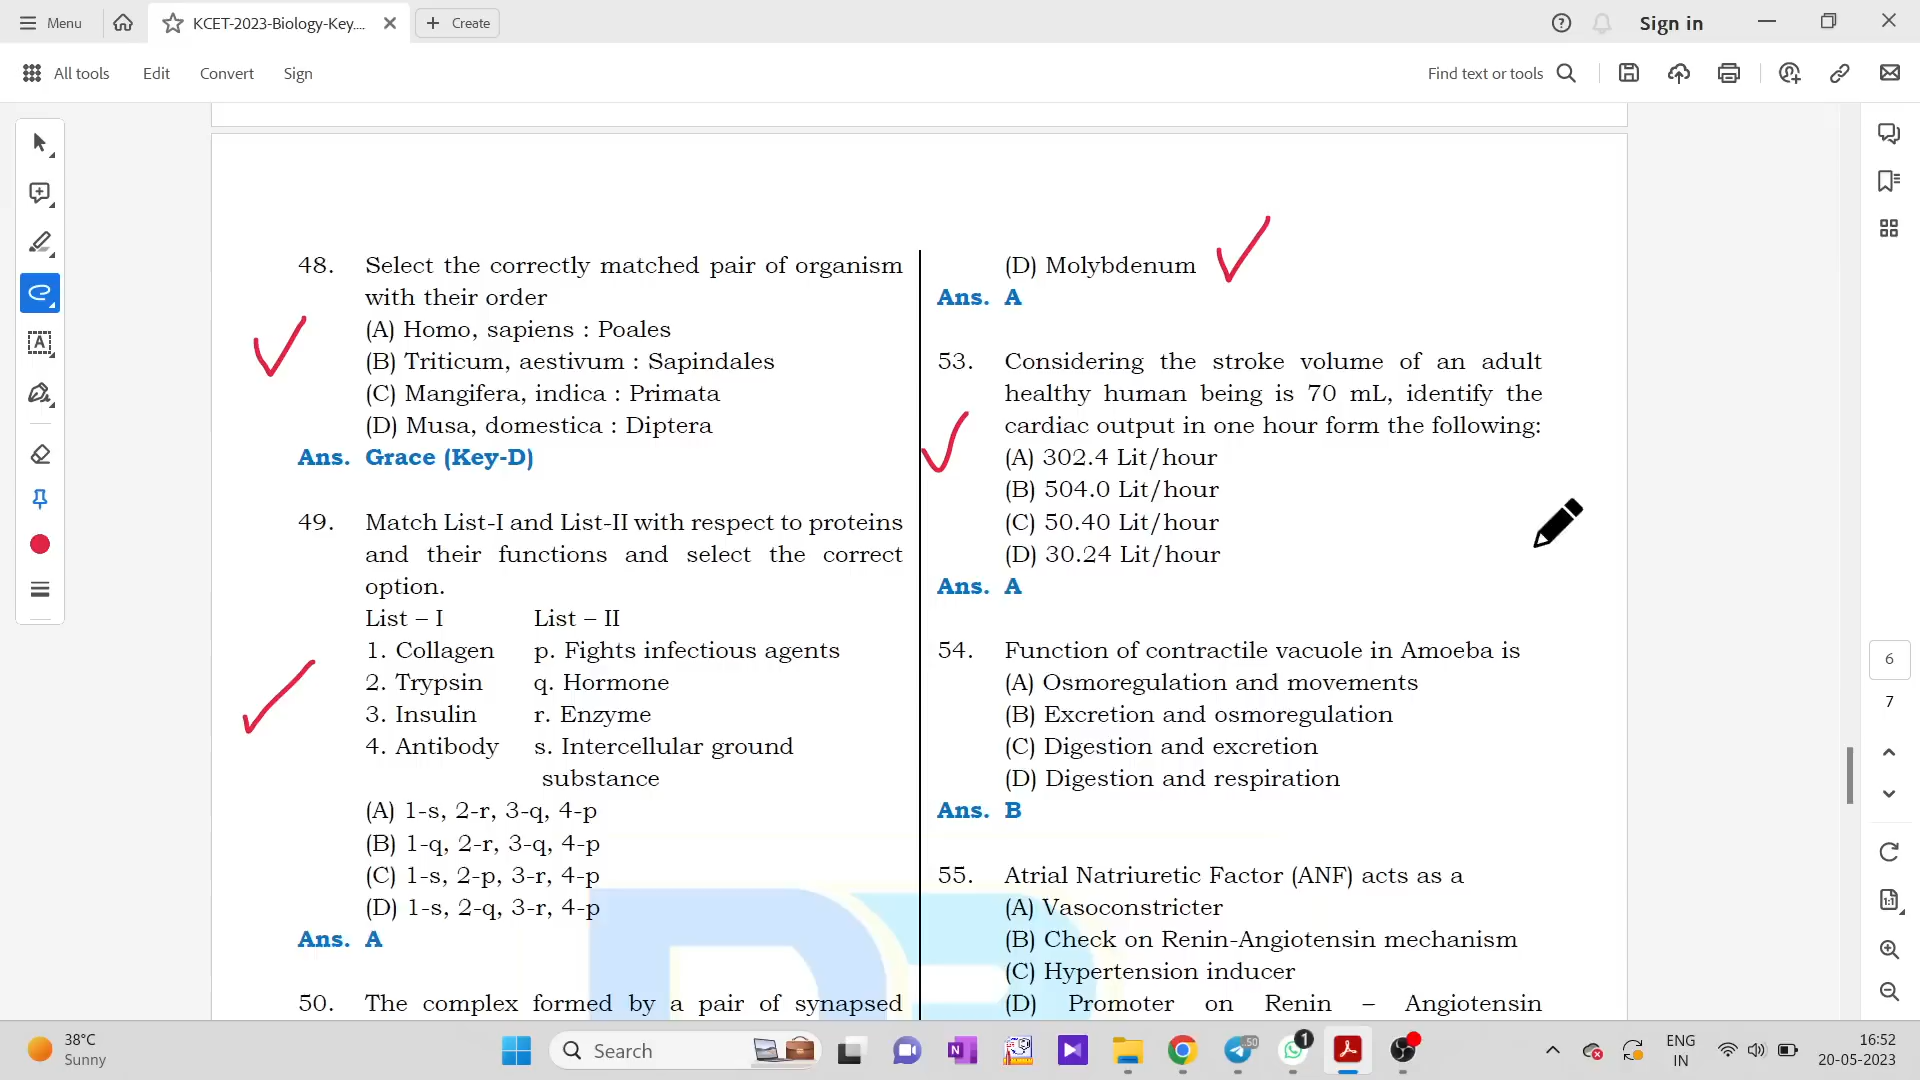 Menu
KCET-2023-Biology-Key....
Create
Sign in
All tools
Edit
Convert
Sign
Find text or tools
48. Select the correctly matched pair of organism
with their order
(A) Homo, sapiens : Poales
(B) Triticum, aestivum : Sapindales
(C) Mangifera, indica : Primata
(D) Musa, domestica : Diptera
Ans. Grace (Key-D)
49. Match List-I and List-II with respect to proteins
and their functions and select the correct
option.
List – I List – II
1. Collagen p. Fights infectious agents
2. Trypsin q. Hormone
3. Insulin r. Enzyme
4. Antibody s. Intercellular ground
substance
(A) 1-s, 2-r, 3-q, 4-p
(B) 1-q, 2-r, 3-q, 4-p
(C) 1-s, 2-p, 3-r, 4-p
(D) 1-s, 2-q, 3-r, 4-p
Ans. A
50. The complex formed by a pair of synapsed
(D) Molybdenum
Ans. A
53. Considering the stroke volume of an adult
healthy human being is 70 mL, identify the
cardiac output in one hour form the following:
(A) 302.4 Lit/hour
(B) 504.0 Lit/hour
(C) 50.40 Lit/hour
(D) 30.24 Lit/hour
Ans. A
54. Function of contractile vacuole in Amoeba is
(A) Osmoregulation and movements
(B) Excretion and osmoregulation
(C) Digestion and excretion
(D) Digestion and respiration
Ans. B
55. Atrial Natriuretic Factor (ANF) acts as a
(A) Vasoconstricter
(B) Check on Renin-Angiotensin mechanism
(C) Hypertension inducer
(D) Promoter on Renin – Angiotensin
6
7
38°C
Sunny
Search
50
1
ENG
IN
16:52
20-05-2023